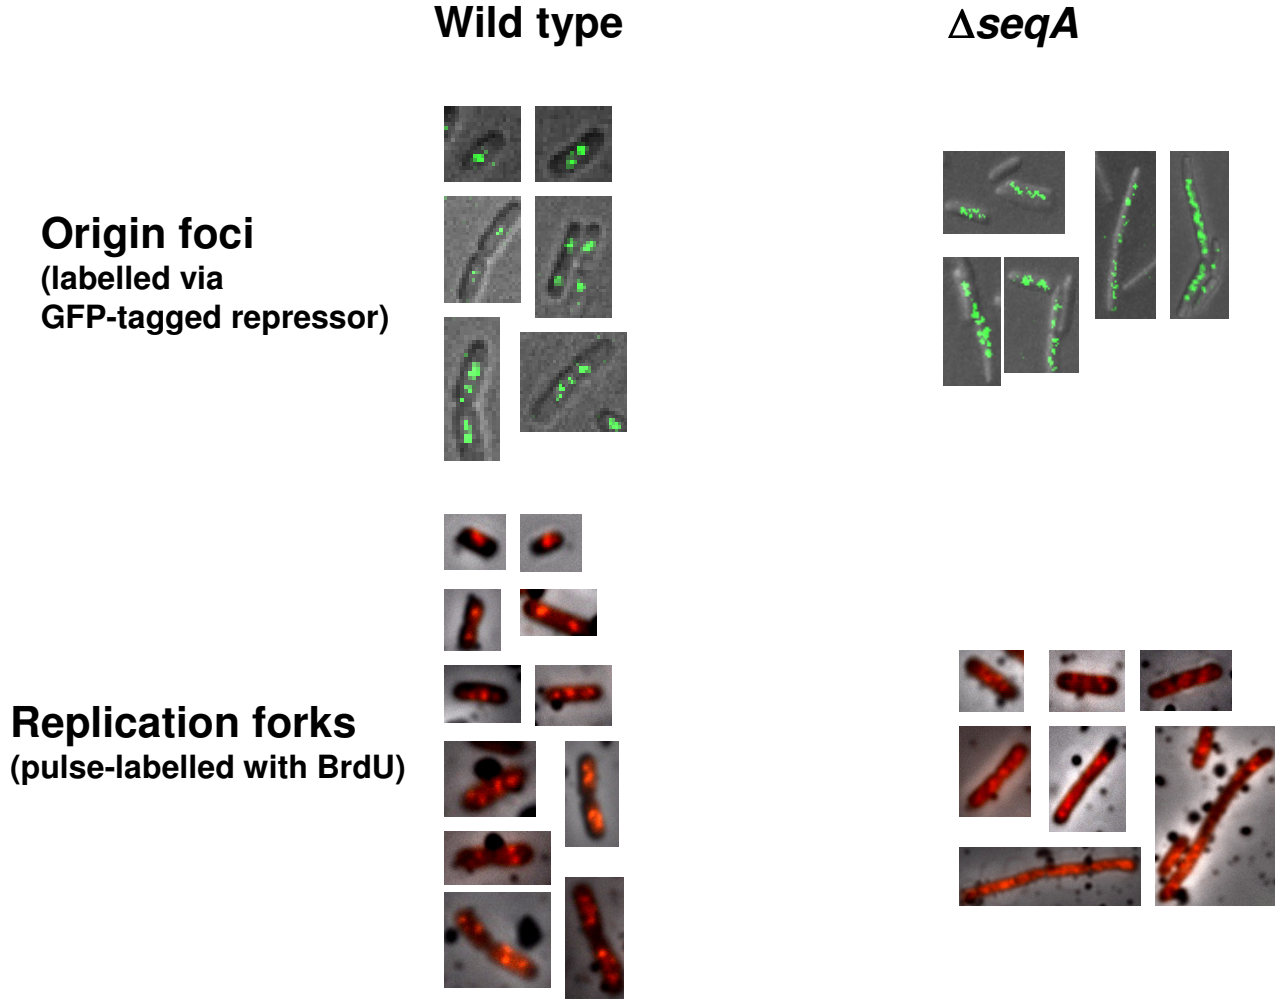 Wild type
ΔseqA
Origin foci
(labelled via
GFP-tagged repressor)
Replication forks
(pulse-labelled with BrdU)